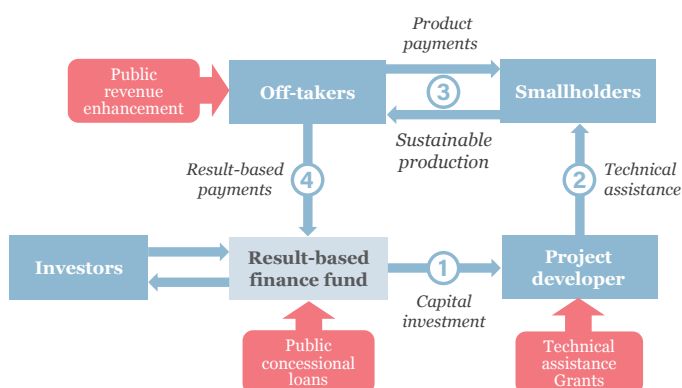 Product
payments
Public
revenue
enhancement
Off-takers
3
Smallholders
Sustainable
production
Result-based
payments
4
2
Technical
assistance
Investors
Result-based
finance fund
1
Project
developer
Capital
investment
Public
concessional
loans
Technical
assistance
Grants